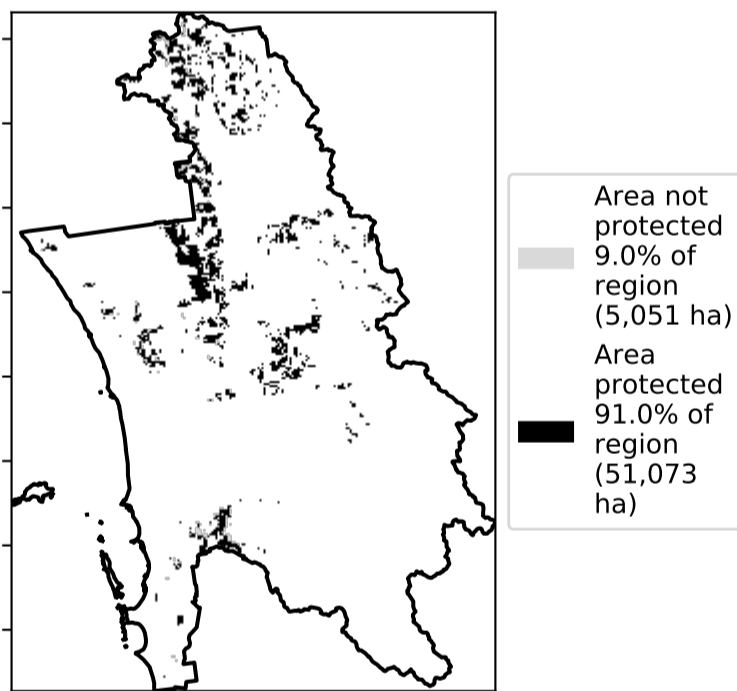 Area not
protected
9.0% of
region
(5,051 ha)
Area
protected
91.0% of
region
(51,073
ha)